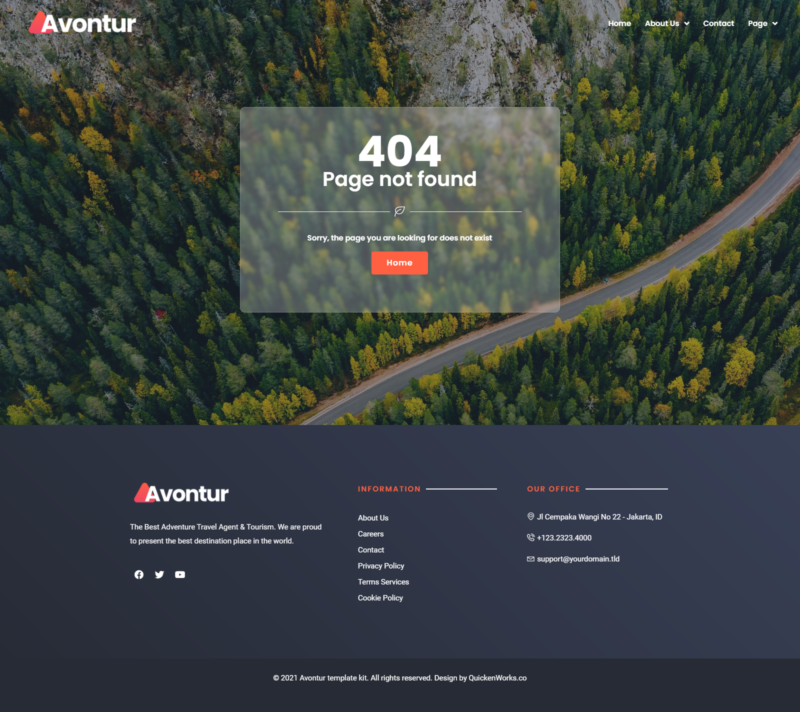 Avontur
Home About Us Contact Page
404
Page not found
Sorry, the page you are looking for does not exist
Home
Avontur
The Best Adventure Travel Agent & Tourism. We are proud
to present the best destination place in the world.
INFORMATION
About Us
Careers
Contact
Privacy Policy
Terms Services
Cookie Policy
OUR OFFICE
Jl Cempaka Wangi No 22 - Jakarta, ID
+123.2323.4000
support@yourdomain.tld
© 2021 Avontur template kit. All rights reserved. Design by QuickenWorks.co